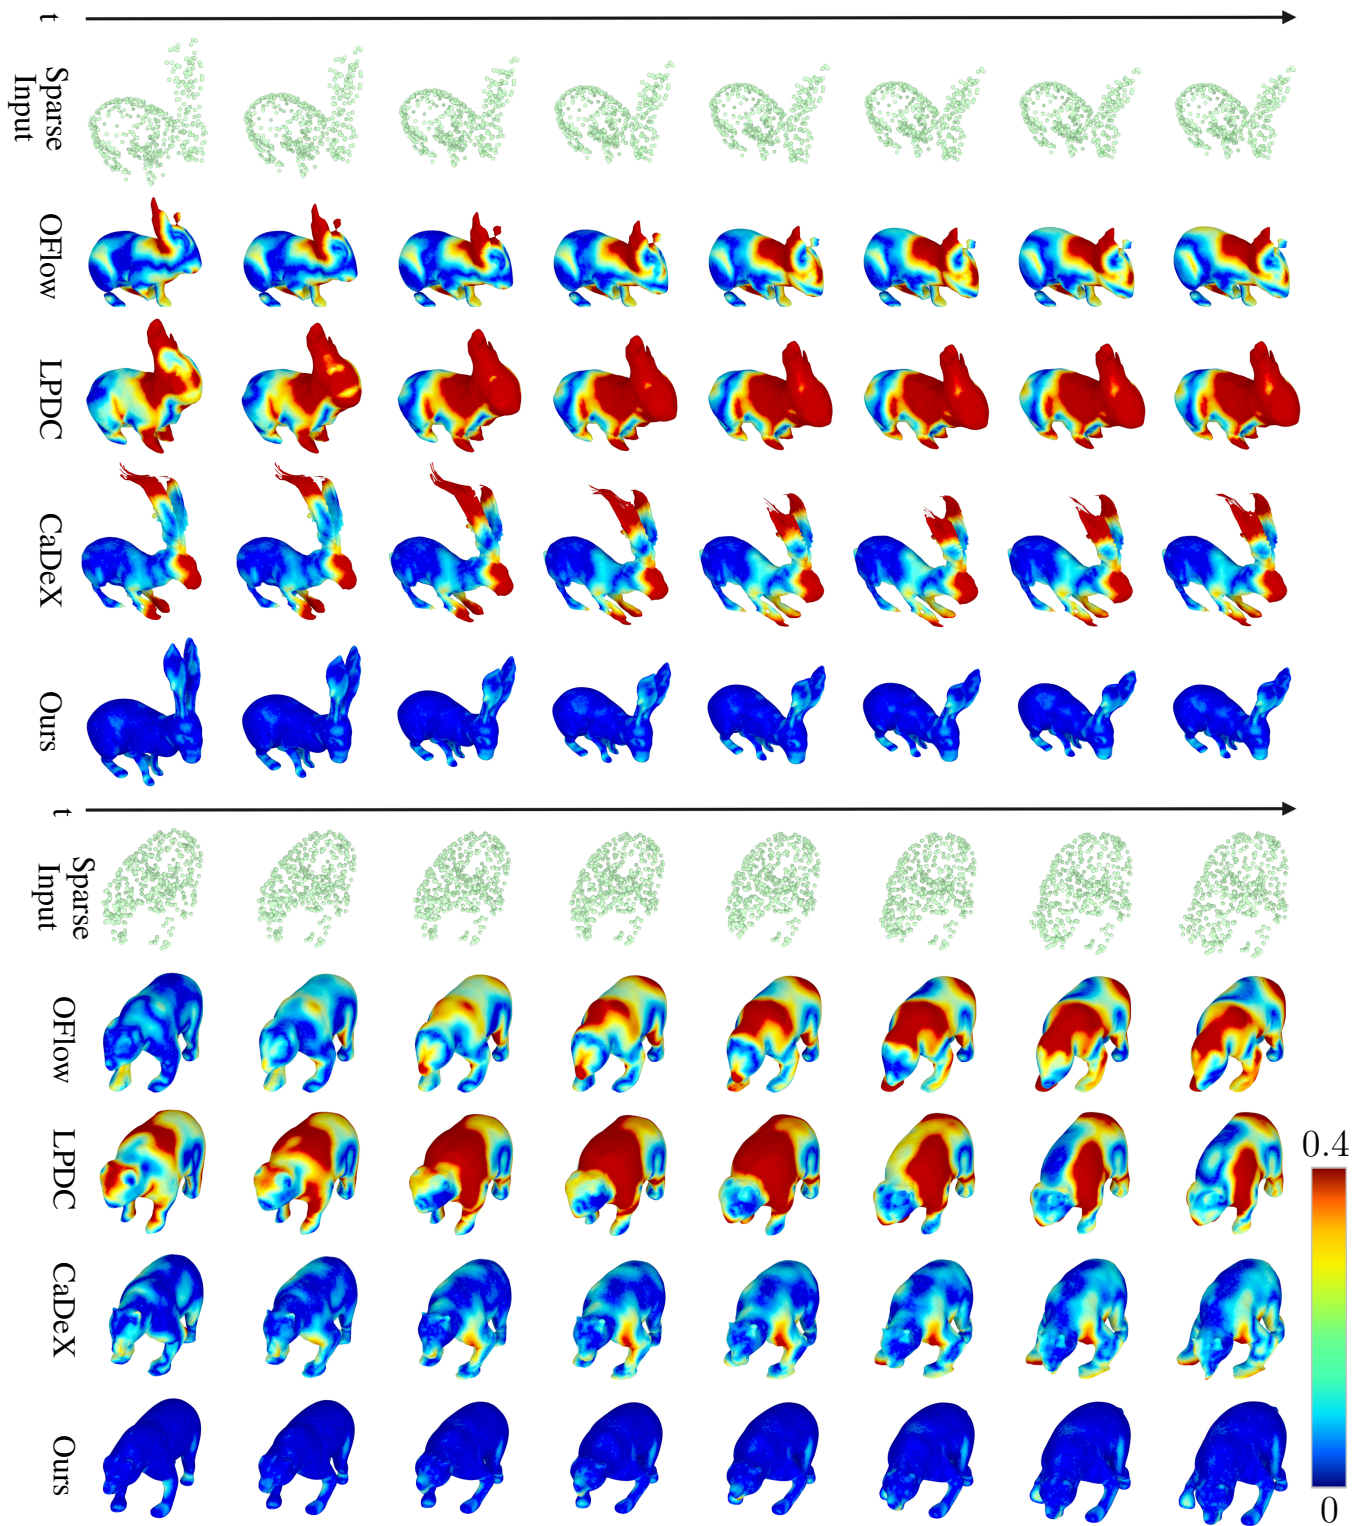 t
Sparse
Input
OFlow
LPDC
CaDeX
Ours
t
Sparse
Input
OFlow
LPDC
CaDeX
Ours
0.4
0